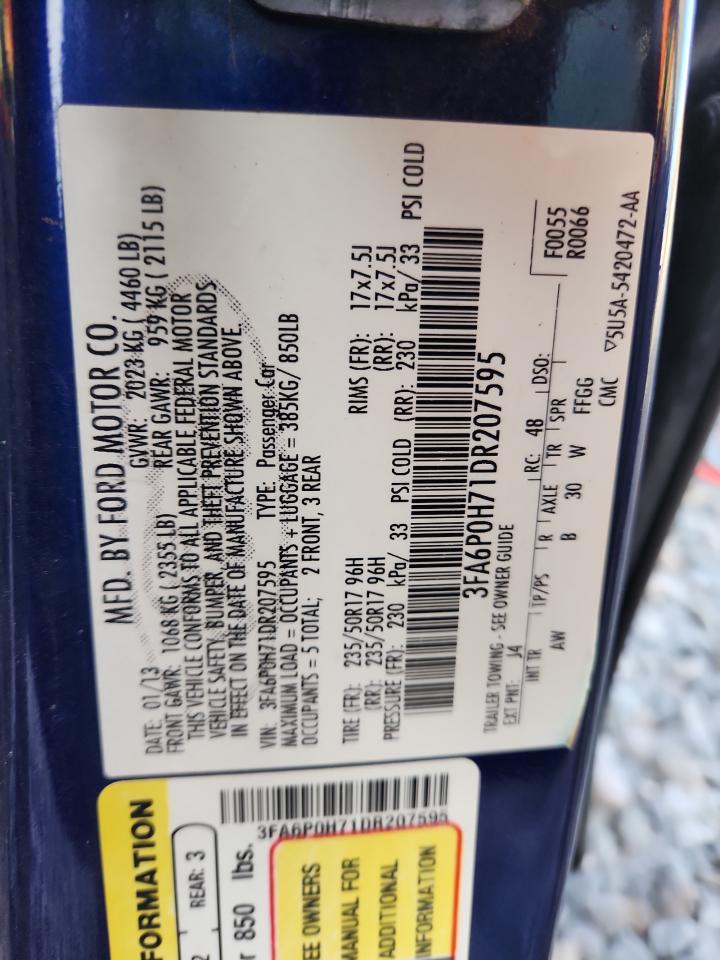 MFD. BY FORD MOTOR CO.
DATE: 01/13 GVWR: 2023 KG ( 4460 LB)
FRONT GAWR: 1068 KG ( 2355LB) REAR GAWR: 959 KG ( 2115 LB)
THIS VEHICLE CONFORMS TO ALL APPLICABLE FEDERAL MOTOR
VEHICLE SAFETY, BUMPER, AND THEFT PREVENTION STANDARDS
IN EFFECT ON THE DATE OF MANUFACTURE SHOWN ABOVE.
VIN: 3FA6P0H71DR207595 TYPE: Passenger Car
MAXIMUM LOAD = OCCUPANTS + LUGGAGE = 385KG/ 850LB
OCCUPANTS = 5 TOTAL; 2 FRONT, 3 REAR
TIRE (FR): 235/50R17 96H RIMS (FR): 17x7.5J
(RR): 235/50R17 96H (RR): 17x7.5J
PRESSURE (FR): 230 kPa/ 33 PSI COLD (RR): 230 kPa/ 33 PSI COLD
3FA6P0H71DR207595
TRAILER TOWING - SEE OWNER GUIDE
EXT PNT: J4 RC: 48 DSO: F0055
R0066
INT TR TP/PS R AXLE TR SPR
AW B 30 W FFGG
CMC ▽5U5A-5420472-AA
FORMATION
2 REAR: 3
3FA6P0H71DR207595
r 850 lbs.
EE OWNERS
MANUAL FOR
ADDITIONAL
INFORMATION